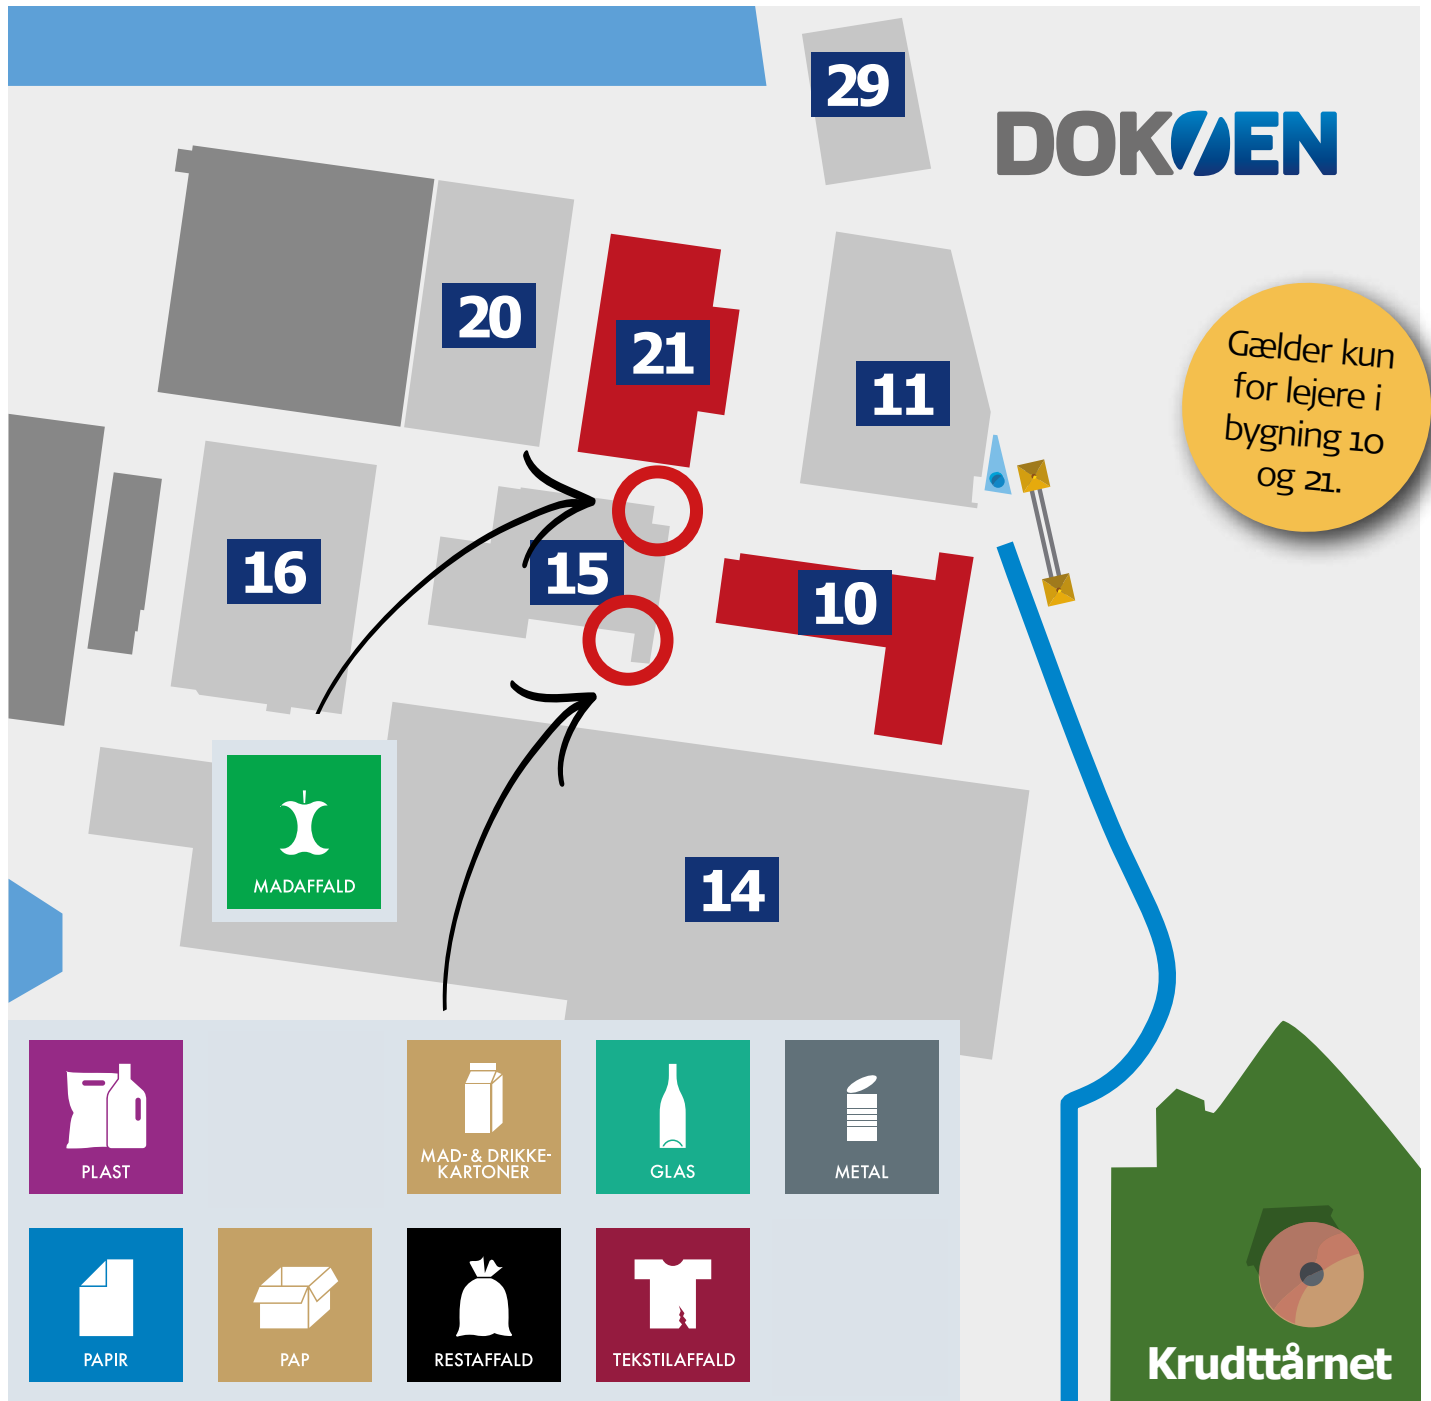 29
DOKØEN
20
21
11
Gælder kun
for lejere i
bygning 10
og 21.
16
15
10
MADAFFALD
14
PLAST
MAD- & DRIKKE-
KARTONER
GLAS
METAL
PAPIR
PAP
RESTAFFALD
TEKSTILAFFALD
Krudttårnet